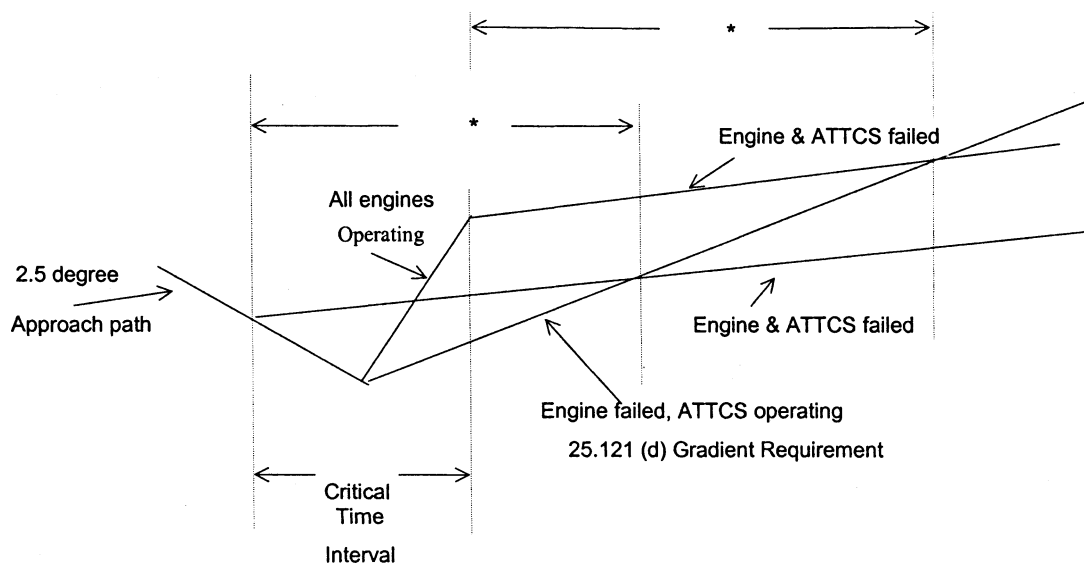 *
*
Engine & ATTCS failed
All engines
Operating
2.5 degree
Approach path
Engine & ATTCS failed
Engine failed, ATTCS operating
25.121 (d) Gradient Requirement
Critical
Time
Interval